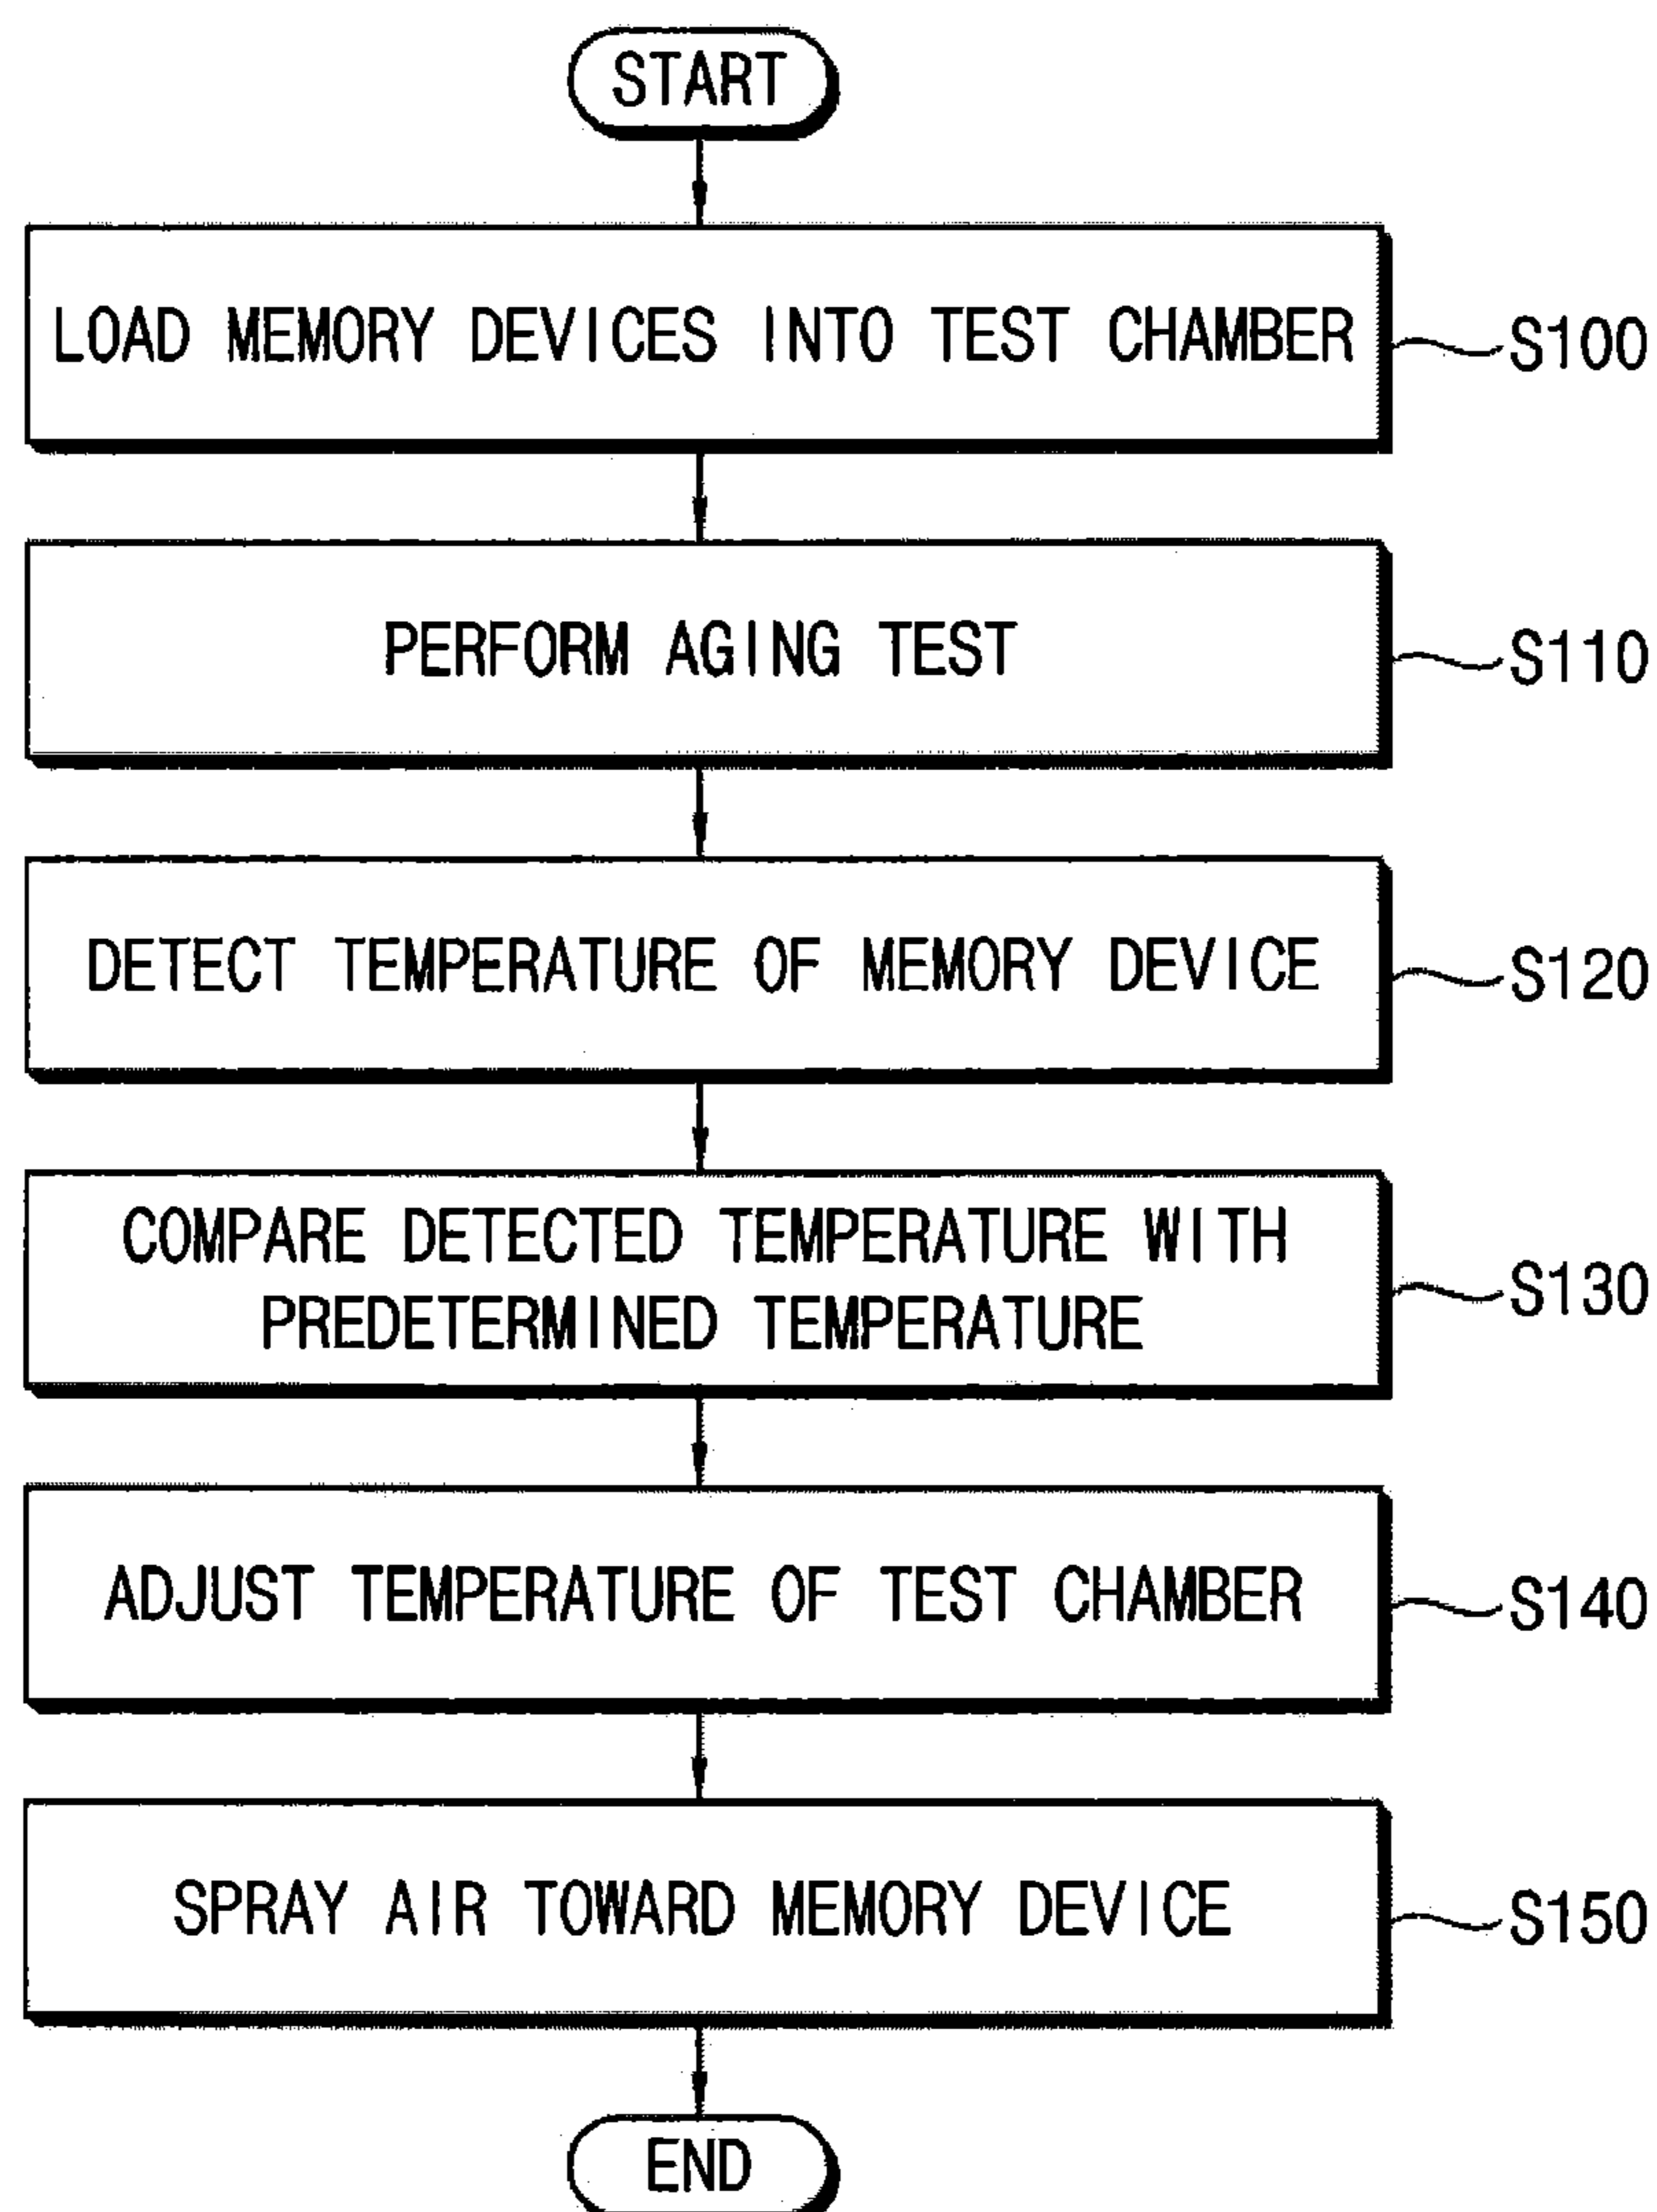 START
LOAD MEMORY DEVICES INTO TEST CHAMBER
S100
PERFORM AGING TEST
S110
DETECT TEMPERATURE OF MEMORY DEVICE
S120
COMPARE DETECTED TEMPERATURE WITH
PREDETERMINED TEMPERATURE
S130
ADJUST TEMPERATURE OF TEST CHAMBER
S140
SPRAY AIR TOWARD MEMORY DEVICE
S150
END